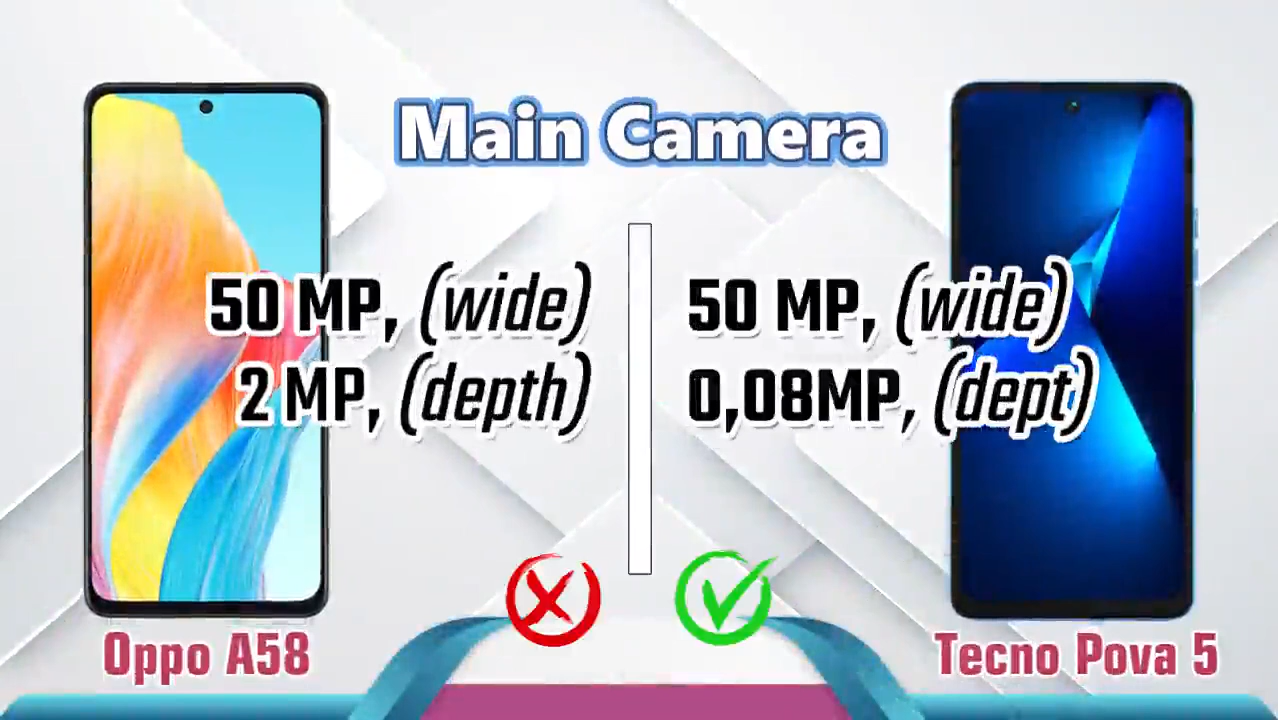 Main Camera
50 MP, (wide)
2 MP, (depth)
50 MP, (wide)
0,08MP, (dept)
Oppo A58
Tecno Pova 5